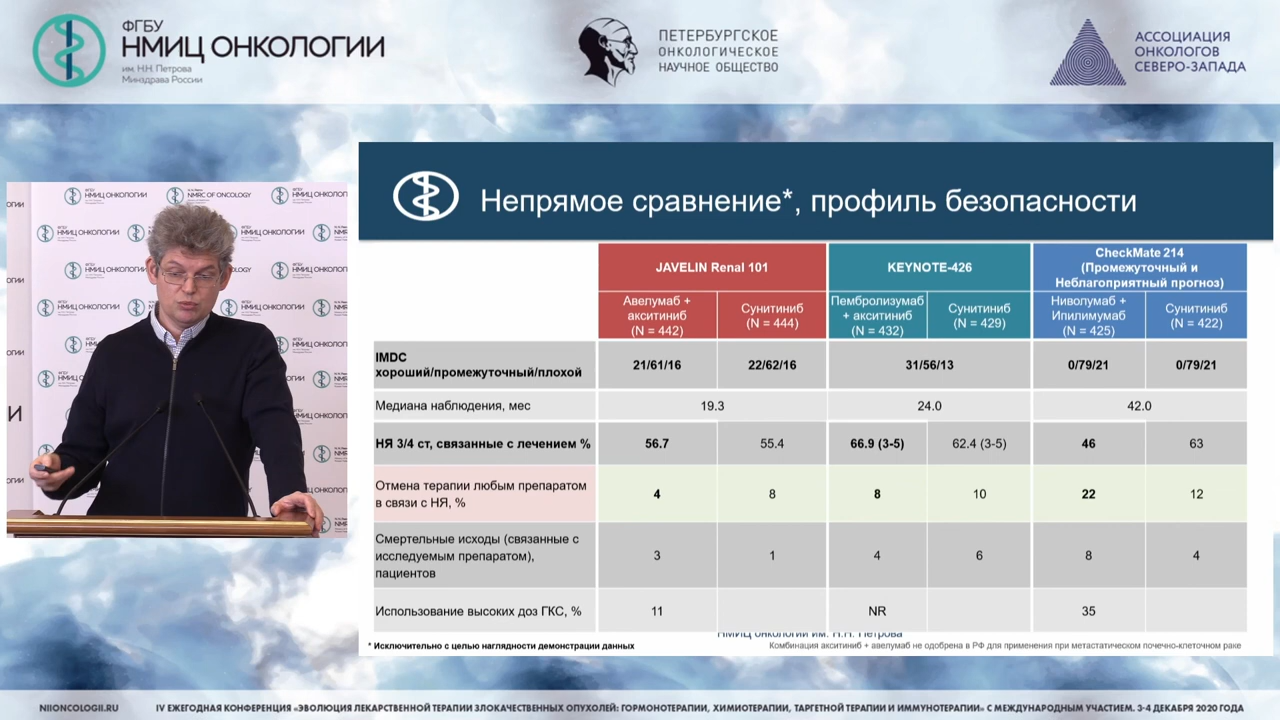 ФГБУ
НМИЦ ОНКОЛОГИИ
им. Н.Н. Петрова
Минздрава России
ПЕТЕРБУРГСКОЕ
ОНКОЛОГИЧЕСКОЕ
НАУЧНОЕ ОБЩЕСТВО
АССОЦИАЦИЯ
ОНКОЛОГОВ
СЕВЕРО-ЗАПАДА
ФГБУ
НМИЦ ОНКОЛОГИИ
NMRC OF ONCOLOGY
Непрямое сравнение*, профиль безопасности
JAVELIN Renal 101
KEYNOTE-426
CheckMate 214
(Промежуточный и
Неблагоприятный прогноз)
Авелумаб +
акситиниб
(N = 442)
Сунитиниб
(N = 444)
Пембролизумаб
+ акситиниб
(N = 432)
Сунитиниб
(N = 429)
Ниволумаб +
Ипилимумаб
(N = 425)
Сунитиниб
(N = 422)
IMDC
хороший/промежуточный/плохой
21/61/16
22/62/16
31/56/13
0/79/21
0/79/21
Медиана наблюдения, мес
19.3
24.0
42.0
НЯ 3/4 ст, связанные с лечением %
56.7
55.4
66.9 (3-5)
62.4 (3-5)
46
63
Отмена терапии любым препаратом
в связи с НЯ, %
4
8
8
10
22
12
Смертельные исходы (связанные с
исследуемым препаратом),
пациентов
3
1
4
6
8
4
Использование высоких доз ГКС, %
11
NR
35
НМИЦ онкологии им. Н.Н. Петрова
* Исключительно с целью наглядности демонстрации данных
Комбинация акситиниб + авелумаб не одобрена в РФ для применения при метастатическом почечно-клеточном раке
NIIONCOLOGII.RU
IV ЕЖЕГОДНАЯ КОНФЕРЕНЦИЯ «ЭВОЛЮЦИЯ ЛЕКАРСТВЕННОЙ ТЕРАПИИ ЗЛОКАЧЕСТВЕННЫХ ОПУХОЛЕЙ: ГОРМОНОТЕРАПИИ, ХИМИОТЕРАПИИ, ТАРГЕТНОЙ ТЕРАПИИ И ИММУНОТЕРАПИИ» С МЕЖДУНАРОДНЫМ УЧАСТИЕМ. 3-4 ДЕКАБРЯ 2020 ГОДА